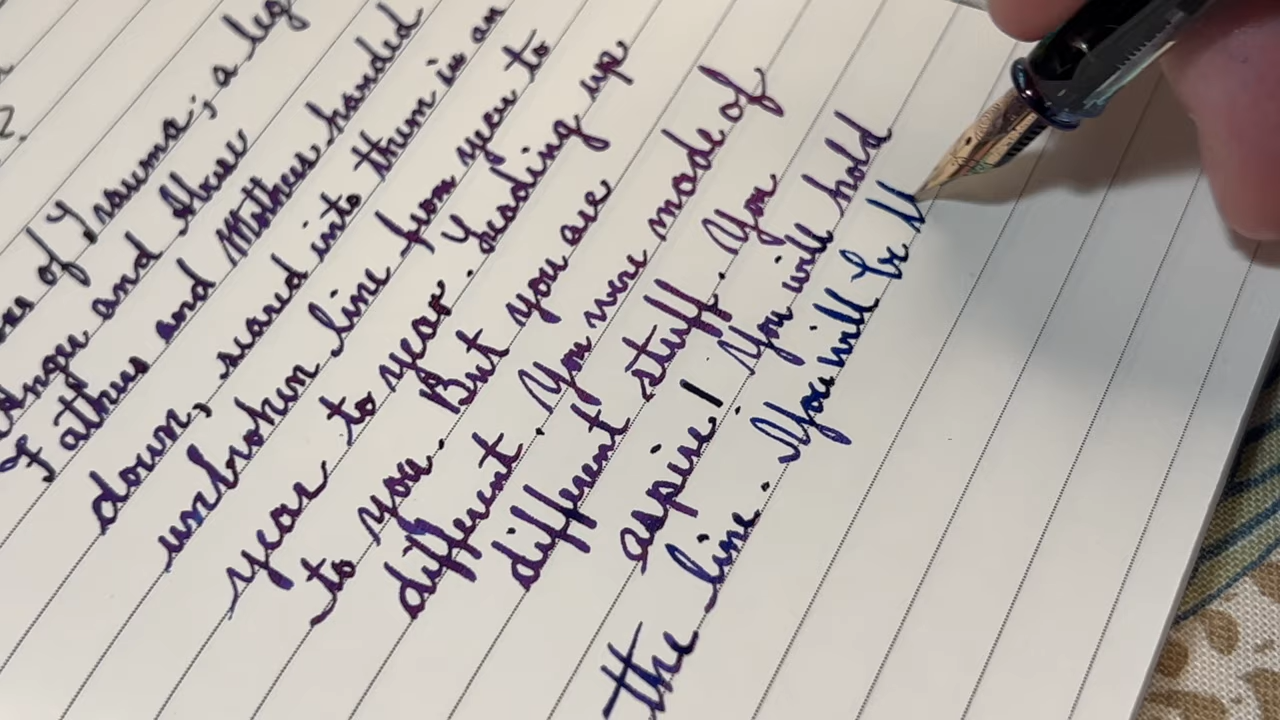 of Trauma; a leg
Anger and Abuse
Fathers and Mothers handed
down, seared into them in an
unbroken line from year to
year to year. Leading up
to you. But you are
different. You were made of
different stuff. You
aspire! You will hold
the line. You will be